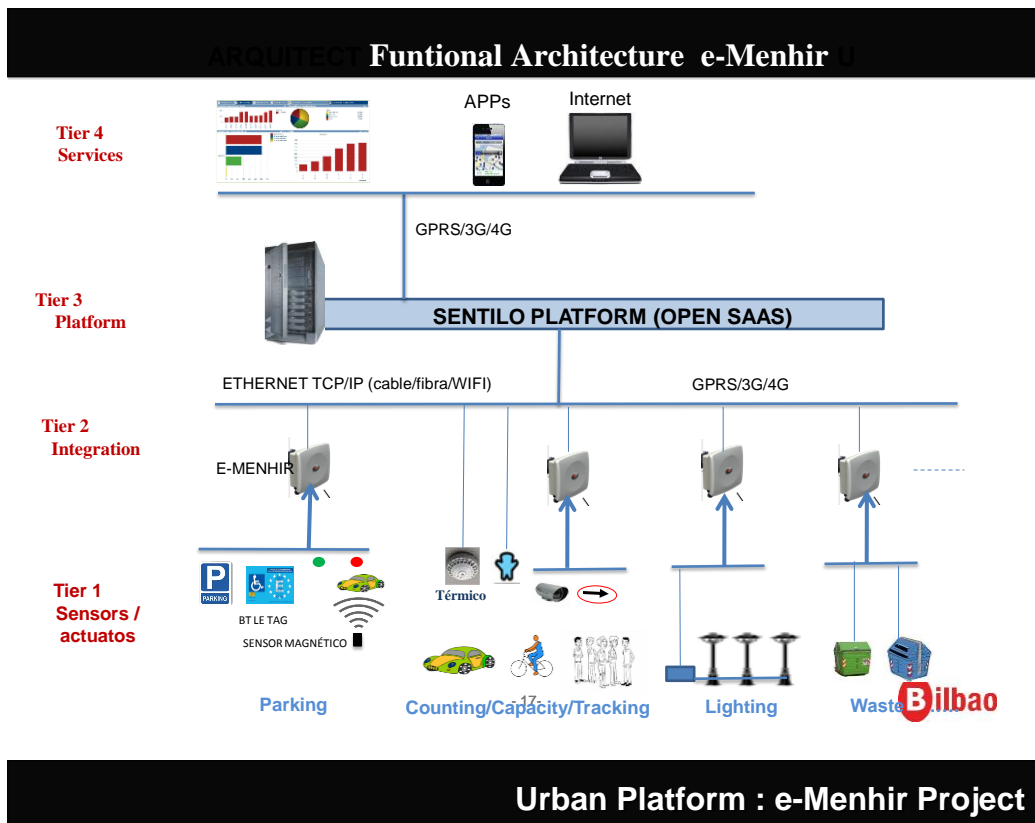 ARQUITECT Funtional Architecture e-Menhir U
APPs
Internet
Tier 4
Services
GPRS/3G/4G
Tier 3
Platform
SENTILO PLATFORM (OPEN SAAS)
ETHERNET TCP/IP (cable/fibra/WIFI)
GPRS/3G/4G
Tier 2
Integration
E-MENHIR
Tier 1
Sensors /
actuatos
P
PARKING
E
BT LE TAG
SENSOR MAGNÉTICO
Térmico
Parking
Counting/Capacity/Tracking
-17-
Lighting
Waste
Bilbao
Urban Platform : e-Menhir Project